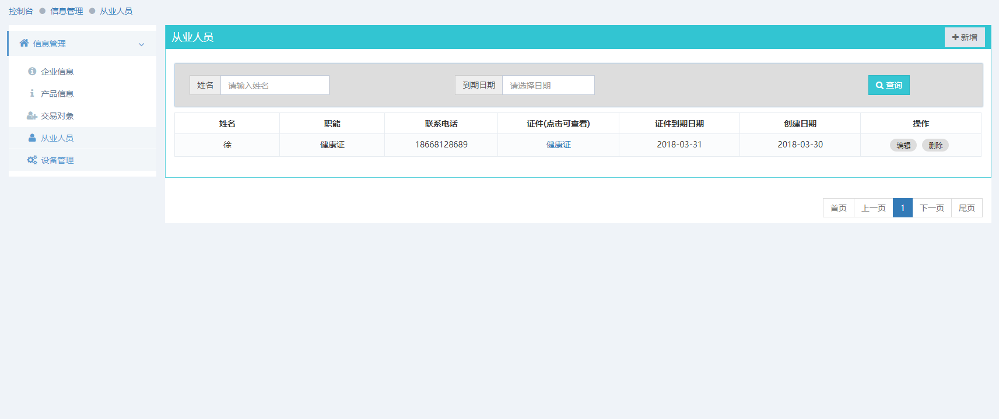 控制台 信息管理 从业人员
信息管理
企业信息
产品信息
交易对象
从业人员
设备管理
从业人员 新增
姓名 请输入姓名 到期日期 请选择日期 查询
姓名 职能 联系电话 证件(点击可查看) 证件到期日期 创建日期 操作
徐 健康证 18668128689 健康证 2018-03-31 2018-03-30 编辑 删除
首页 上一页 1 下一页 尾页